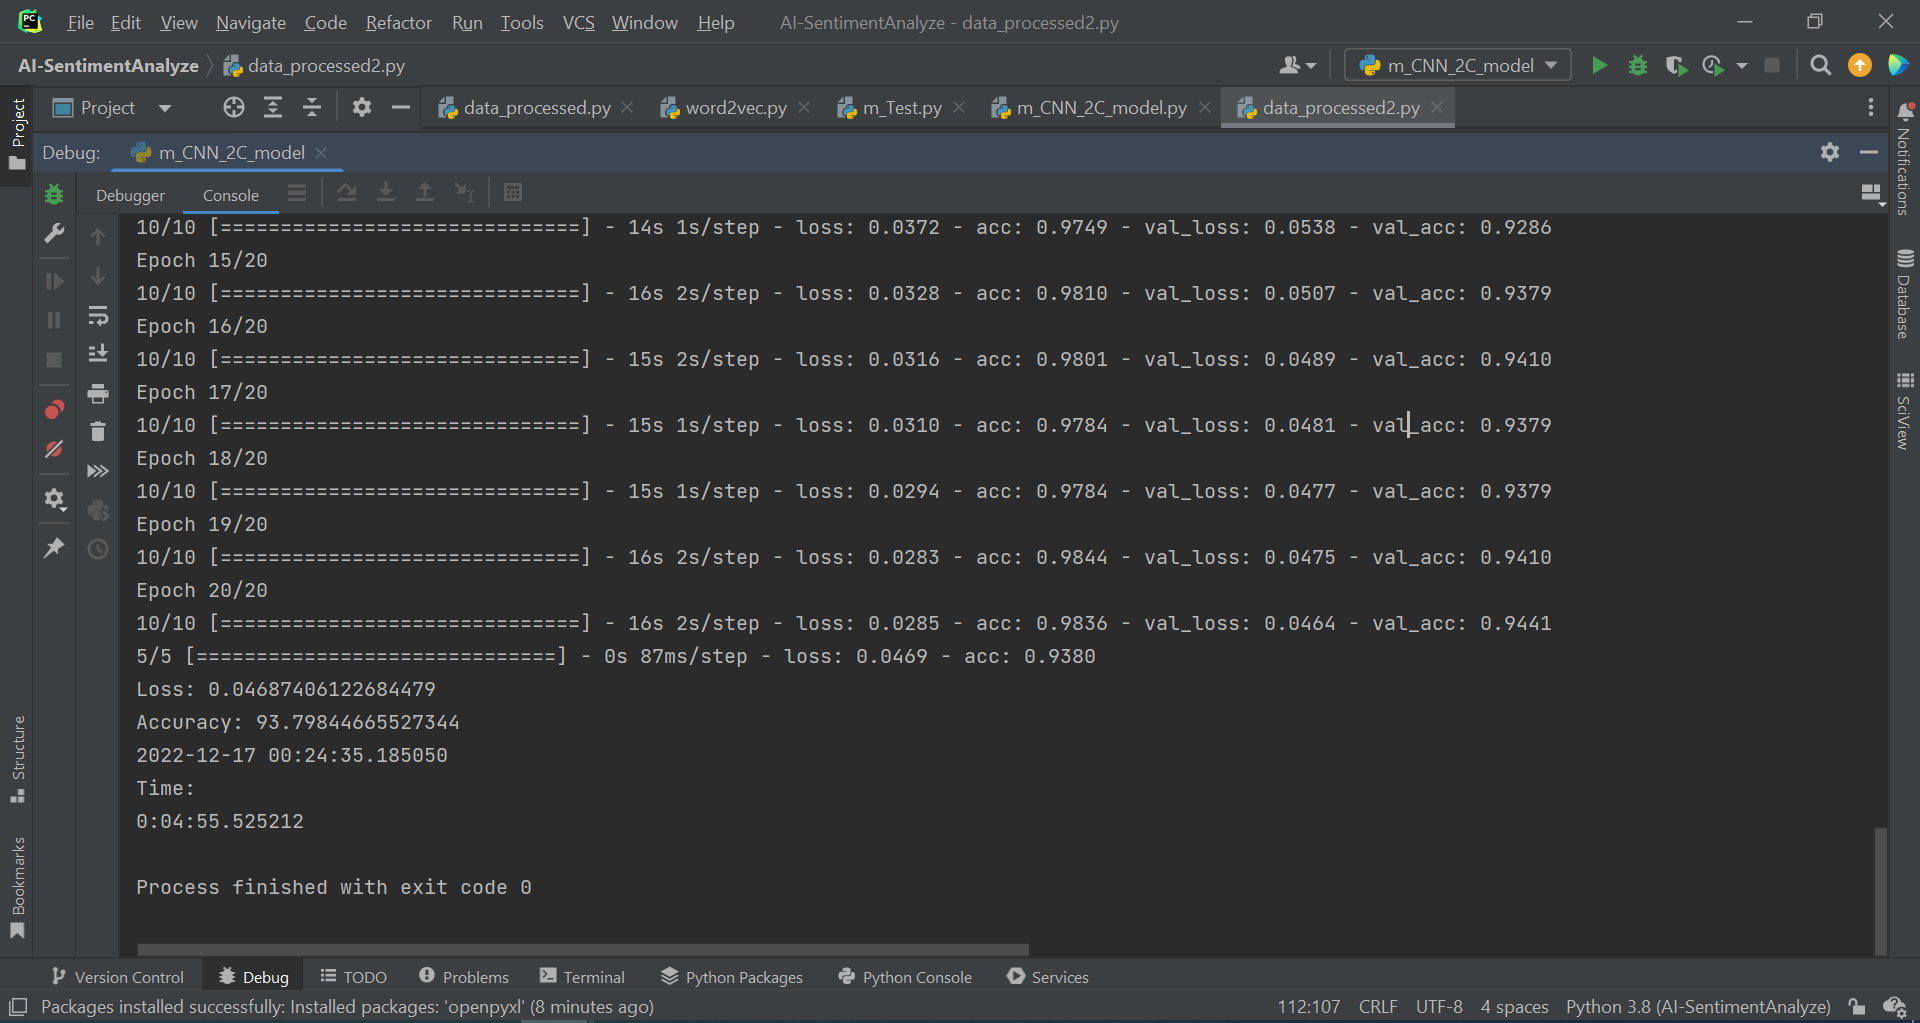 PC File Edit View Navigate Code Refactor Run Tools VCS Window Help AI-SentimentAnalyze - data_processed2.py
AI-SentimentAnalyze data_processed2.py m_CNN_2C_model
Project data_processed.py word2vec.py m_Test.py m_CNN_2C_model.py data_processed2.py
Debug: m_CNN_2C_model
Debugger Console
10/10 [==============================] - 14s 1s/step - loss: 0.0372 - acc: 0.9749 - val_loss: 0.0538 - val_acc: 0.9286
Epoch 15/20
10/10 [==============================] - 16s 2s/step - loss: 0.0328 - acc: 0.9810 - val_loss: 0.0507 - val_acc: 0.9379
Epoch 16/20
10/10 [==============================] - 15s 2s/step - loss: 0.0316 - acc: 0.9801 - val_loss: 0.0489 - val_acc: 0.9410
Epoch 17/20
10/10 [==============================] - 15s 1s/step - loss: 0.0310 - acc: 0.9784 - val_loss: 0.0481 - val_acc: 0.9379
Epoch 18/20
10/10 [==============================] - 15s 1s/step - loss: 0.0294 - acc: 0.9784 - val_loss: 0.0477 - val_acc: 0.9379
Epoch 19/20
10/10 [==============================] - 16s 2s/step - loss: 0.0283 - acc: 0.9844 - val_loss: 0.0475 - val_acc: 0.9410
Epoch 20/20
10/10 [==============================] - 16s 2s/step - loss: 0.0285 - acc: 0.9836 - val_loss: 0.0464 - val_acc: 0.9441
5/5 [==============================] - 0s 87ms/step - loss: 0.0469 - acc: 0.9380
Loss: 0.04687406122684479
Accuracy: 93.79844665527344
2022-12-17 00:24:35.185050
Time:
0:04:55.525212
Process finished with exit code 0
Project
Structure
Bookmarks
Notifications
Database
SciView
Version Control Debug TODO Problems Terminal Python Packages Python Console Services
Packages installed successfully: Installed packages: 'openpyxl' (8 minutes ago) 112:107 CRLF UTF-8 4 spaces Python 3.8 (AI-SentimentAnalyze)